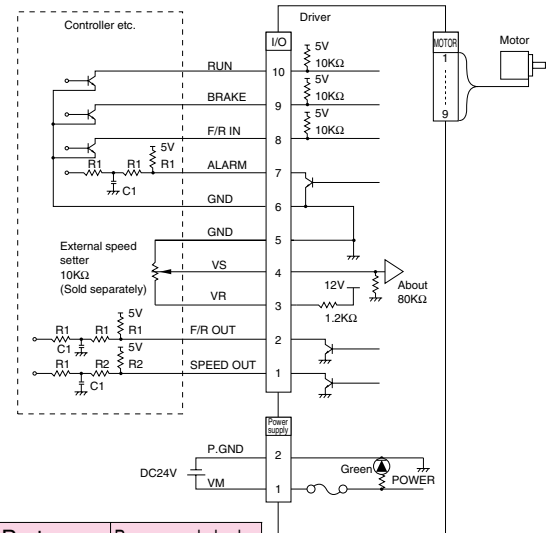 Controller etc.
Driver
I/O
MOTOR
Motor
1
9
RUN
10
5V
10KΩ
BRAKE
9
5V
10KΩ
F/R IN
8
5V
10KΩ
5V
R1
R1
R1
ALARM
7
C1
GND
6
GND
5
External speed
setter
10KΩ
(Sold separately)
VS
4
About
80KΩ
VR
3
12V
1.2KΩ
5V
R1
R1
R1
F/R OUT
2
C1
5V
R1
R2
R2
SPEED OUT
1
C1
Power
supply
P.GND
2
DC24V
VM
1
Green
POWER